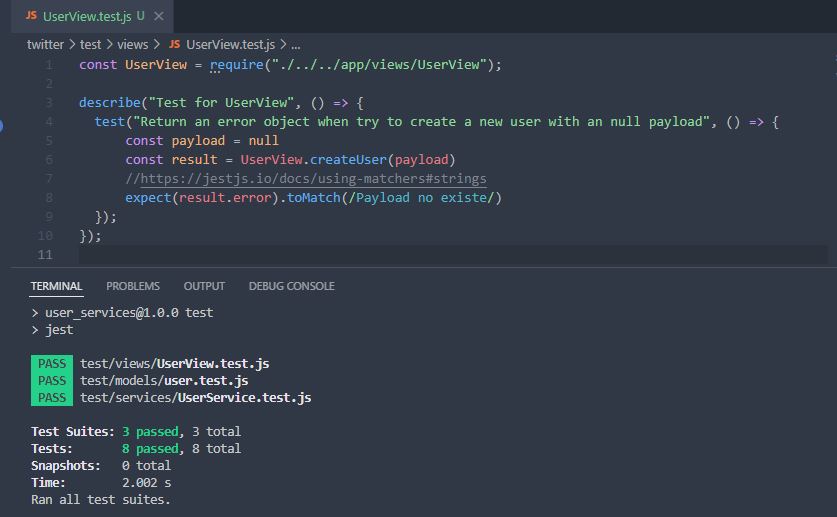 JS UserView.test.js U ×
twitter > test > views > JS UserView.test.js > ...
1 const UserView = require("./../../app/views/UserView");
2
3 describe("Test for UserView", () => {
4 test("Return an error object when try to create a new user with an null payload", () => {
5 const payload = null
6 const result = UserView.createUser(payload)
7 //https://jestjs.io/docs/using-matchers#strings
8 expect(result.error).toMatch(/Payload no existe/)
9 });
10 });
11
TERMINAL PROBLEMS OUTPUT DEBUG CONSOLE
> user_services@1.0.0 test
> jest
PASS test/views/UserView.test.js
PASS test/models/user.test.js
PASS test/services/UserService.test.js
Test Suites: 3 passed, 3 total
Tests: 8 passed, 8 total
Snapshots: 0 total
Time: 2.002 s
Ran all test suites.